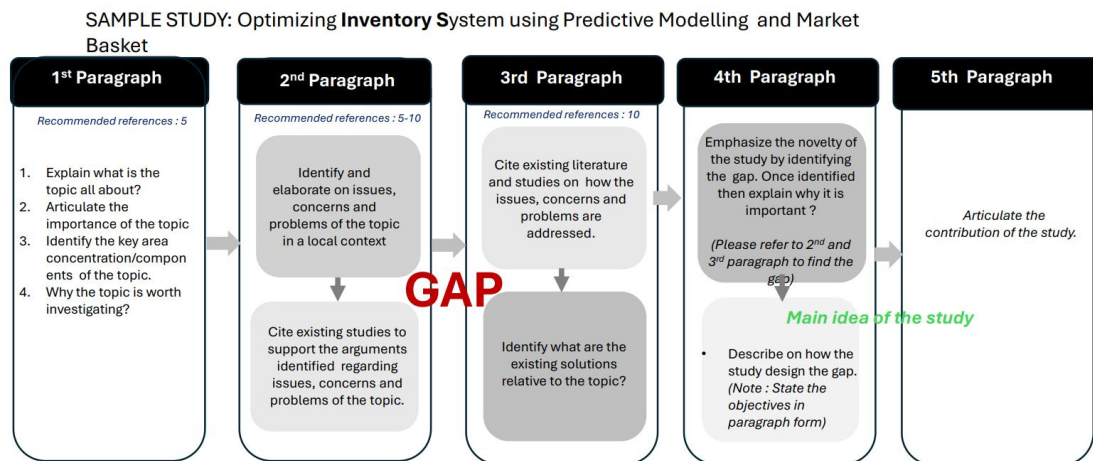 SAMPLE STUDY: Optimizing Inventory System using Predictive Modelling and Market
Basket
1st Paragraph
Recommended references : 5
1. Explain what is the
topic all about?
2. Articulate the
importance of the topic
3. Identify the key area
concentration/compon
ents of the topic.
4. Why the topic is worth
investigating?
2nd Paragraph
Recommended references : 5-10
Identify and
elaborate on issues,
concerns and
problems of the topic
in a local context
Cite existing studies to
support the arguments
identified regarding
issues, concerns and
problems of the topic.
GAP
3rd Paragraph
Recommended references : 10
Cite existing literature
and studies on how the
issues, concerns and
problems are
addressed.
Identify what are the
existing solutions
relative to the topic?
4th Paragraph
Emphasize the novelty of
the study by identifying
the gap. Once identified
then explain why it is
important ?
(Please refer to 2nd and
3rd paragraph to find the
gap)
Main idea of the study
• Describe on how the
study design the gap.
(Note : State the
objectives in
paragraph form)
5th Paragraph
Articulate the
contribution of the study.